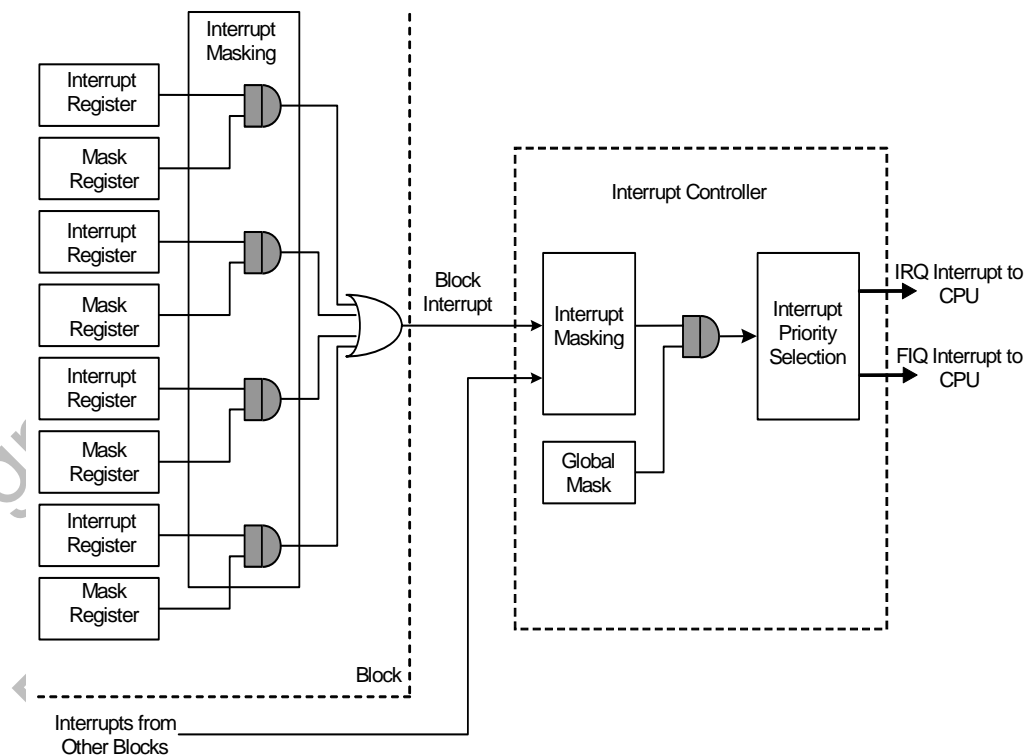 Interrupt
Masking
Interrupt
Register
Mask
Register
Interrupt
Register
Mask
Register
Interrupt
Register
Mask
Register
Interrupt
Register
Mask
Register
Block
Interrupts from
Other Blocks
Block
Interrupt
Interrupt Controller
Interrupt
Masking
Global
Mask
Interrupt
Priority
Selection
IRQ Interrupt to
CPU
FIQ Interrupt to
CPU